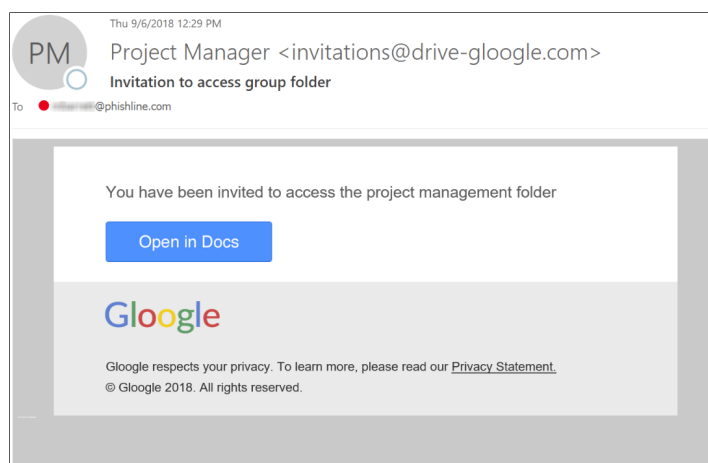 Thu 9/6/2018 12:29 PM
PM
Project Manager <invitations@drive-gloogle.com>
Invitation to access group folder
To @phishline.com
You have been invited to access the project management folder
Open in Docs
Gloogle
Gloogle respects your privacy. To learn more, please read our Privacy Statement.
© Gloogle 2018. All rights reserved.